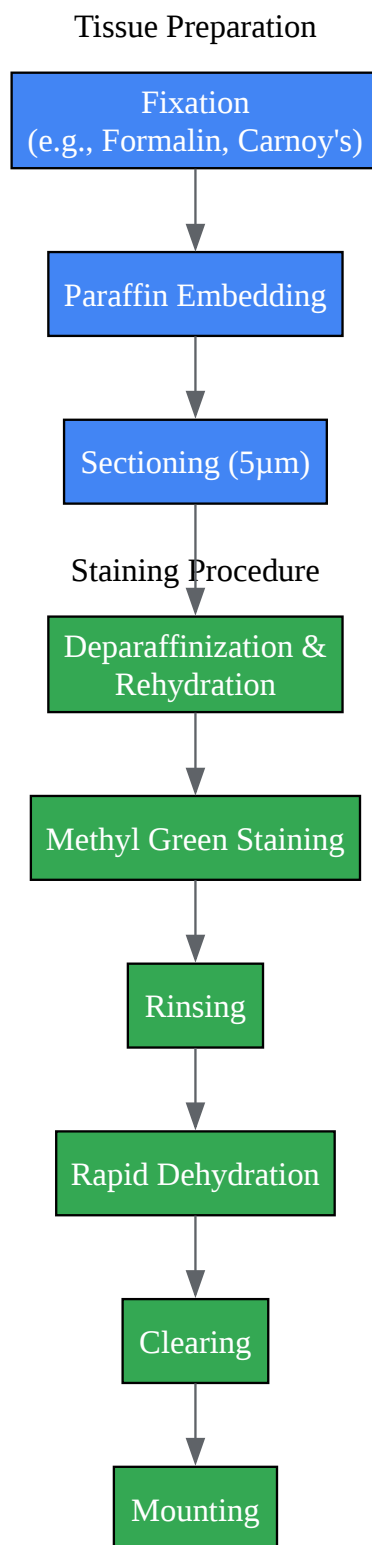 Tissue Preparation
Fixation
(e.g., Formalin, Carnoy's)
Paraffin Embedding
Sectioning (5µm)
Staining Procedure
Deparaffinization &
Rehydration
Methyl Green Staining
Rinsing
Rapid Dehydration
Clearing
Mounting